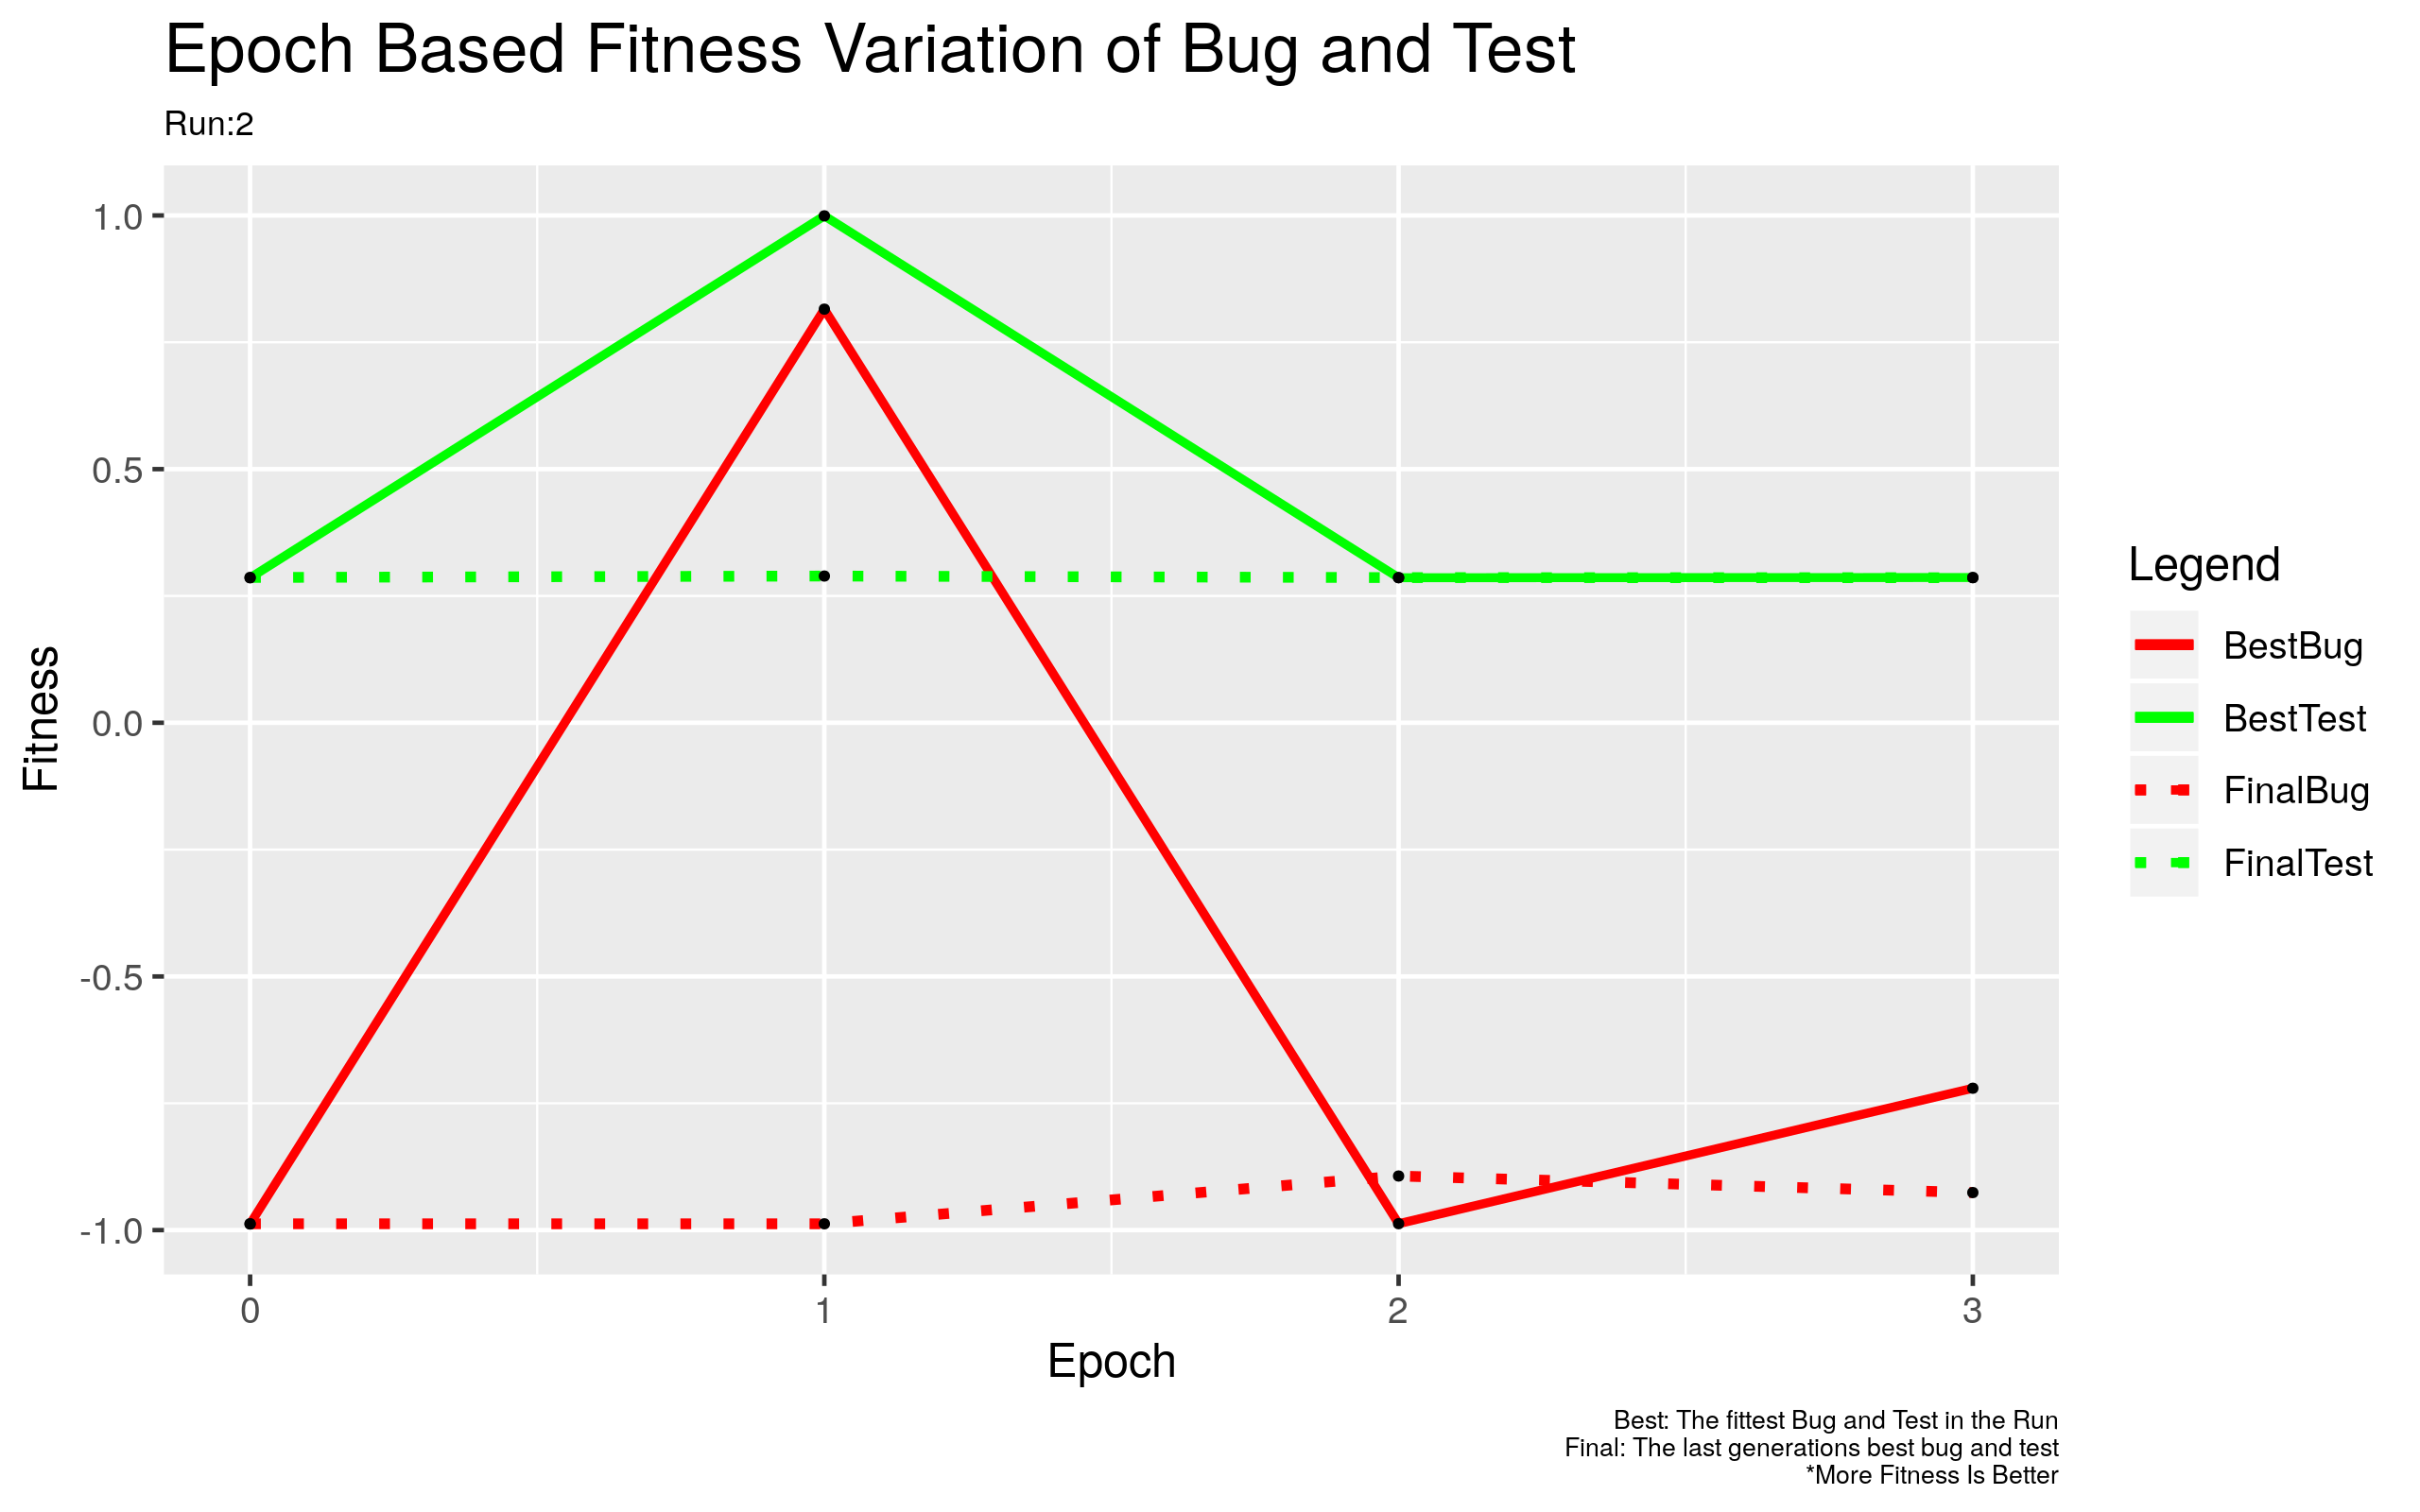 Epoch Based Fitness Variation of Bug and Test
Run:2
Fitness
1.0
0.5
0.0
-0.5
-1.0
0
1
2
3
Epoch
Legend
BestBug
BestTest
FinalBug
FinalTest
Best: The fittest Bug and Test in the Run
Final: The last generations best bug and test
*More Fitness Is Better